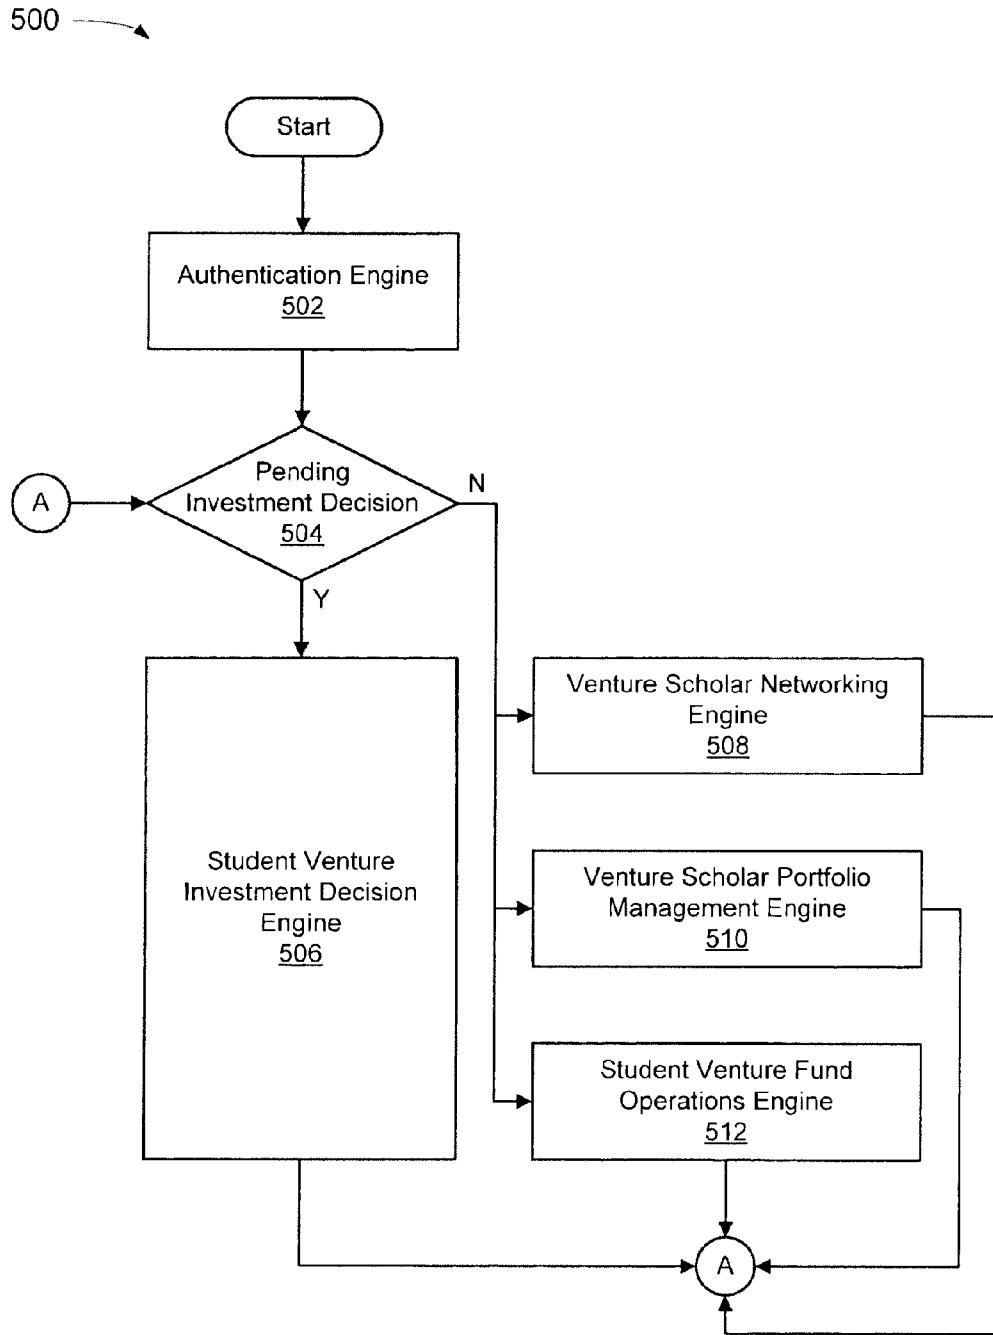 500
Start
Authentication Engine
502
A
Pending
Investment Decision
504
N
Y
Student Venture
Investment Decision
Engine
506
Venture Scholar Networking
Engine
508
Venture Scholar Portfolio
Management Engine
510
Student Venture Fund
Operations Engine
512
A